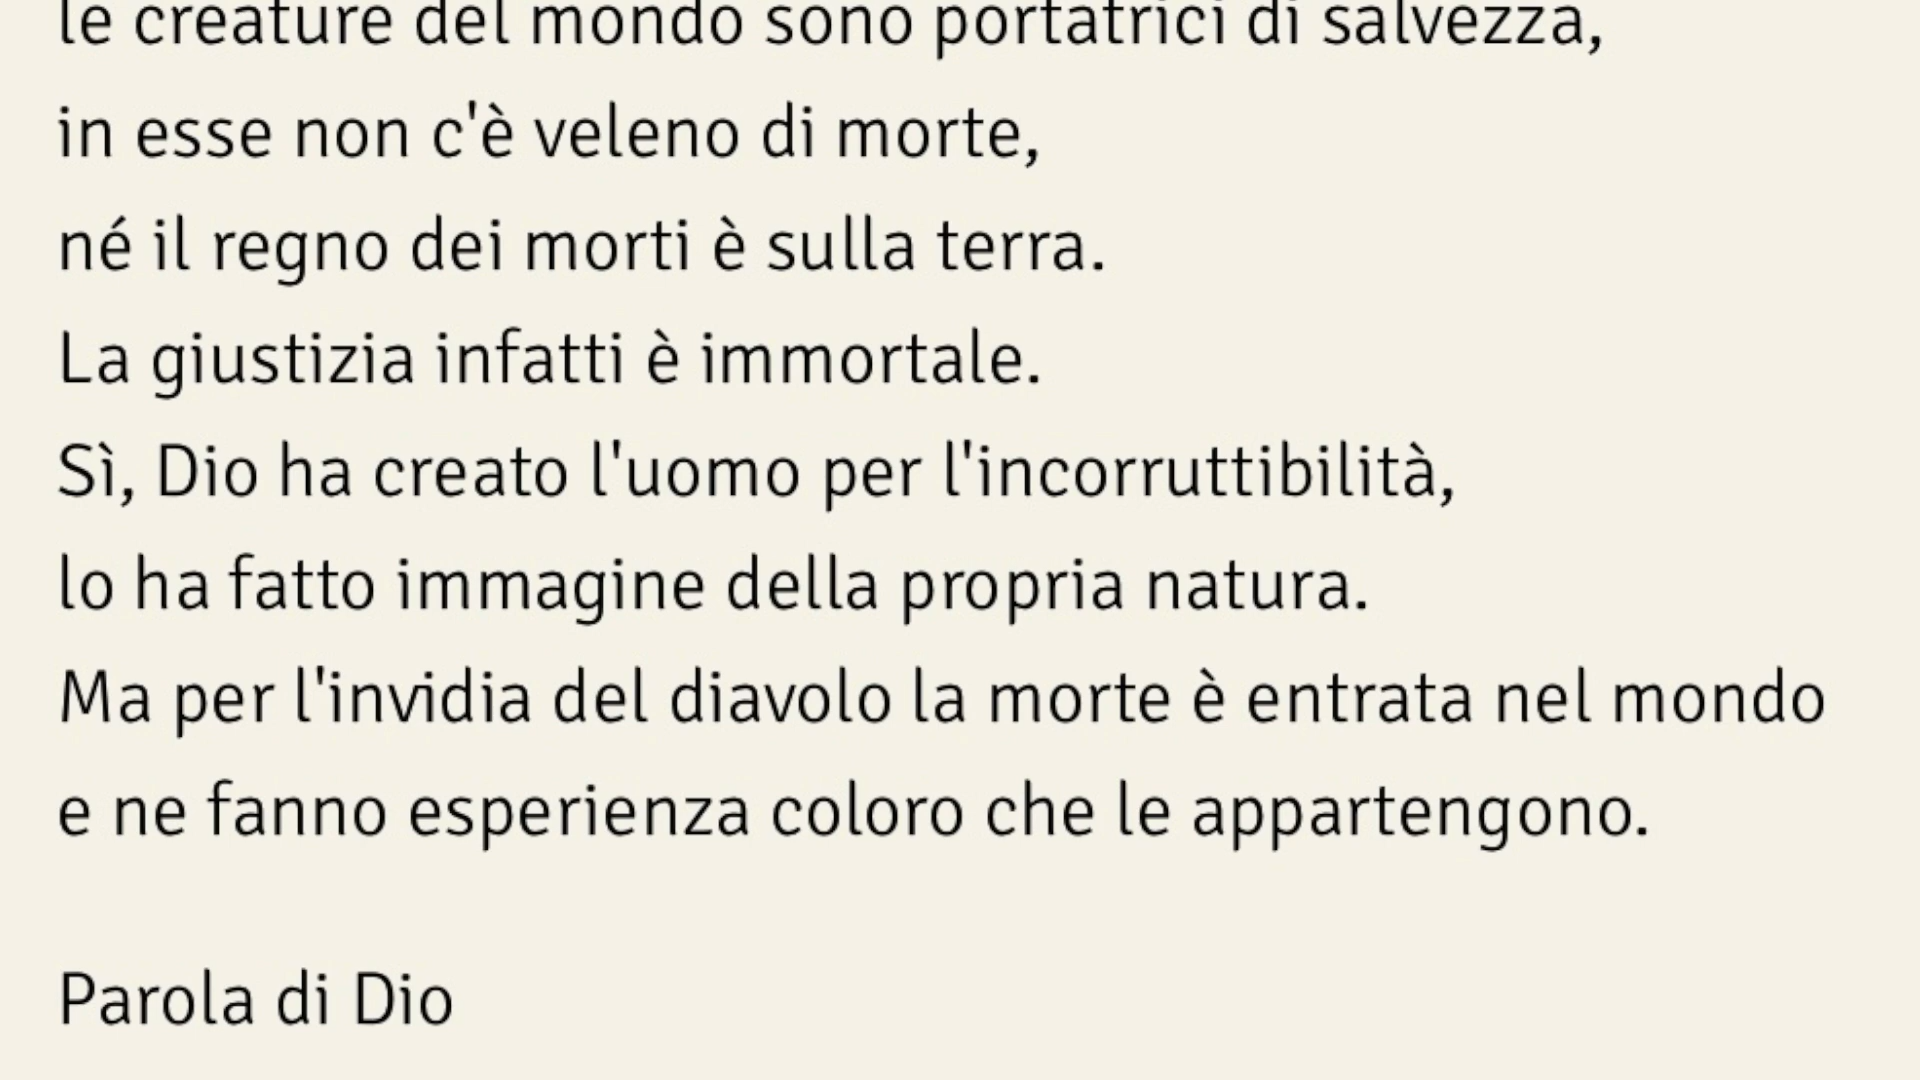 le creature del mondo sono portatrici di salvezza,
in esse non c'è veleno di morte,
né il regno dei morti è sulla terra.
La giustizia infatti è immortale.
Sì, Dio ha creato l'uomo per l'incorruttibilità,
lo ha fatto immagine della propria natura.
Ma per l'invidia del diavolo la morte è entrata nel mondo
e ne fanno esperienza coloro che le appartengono.
Parola di Dio